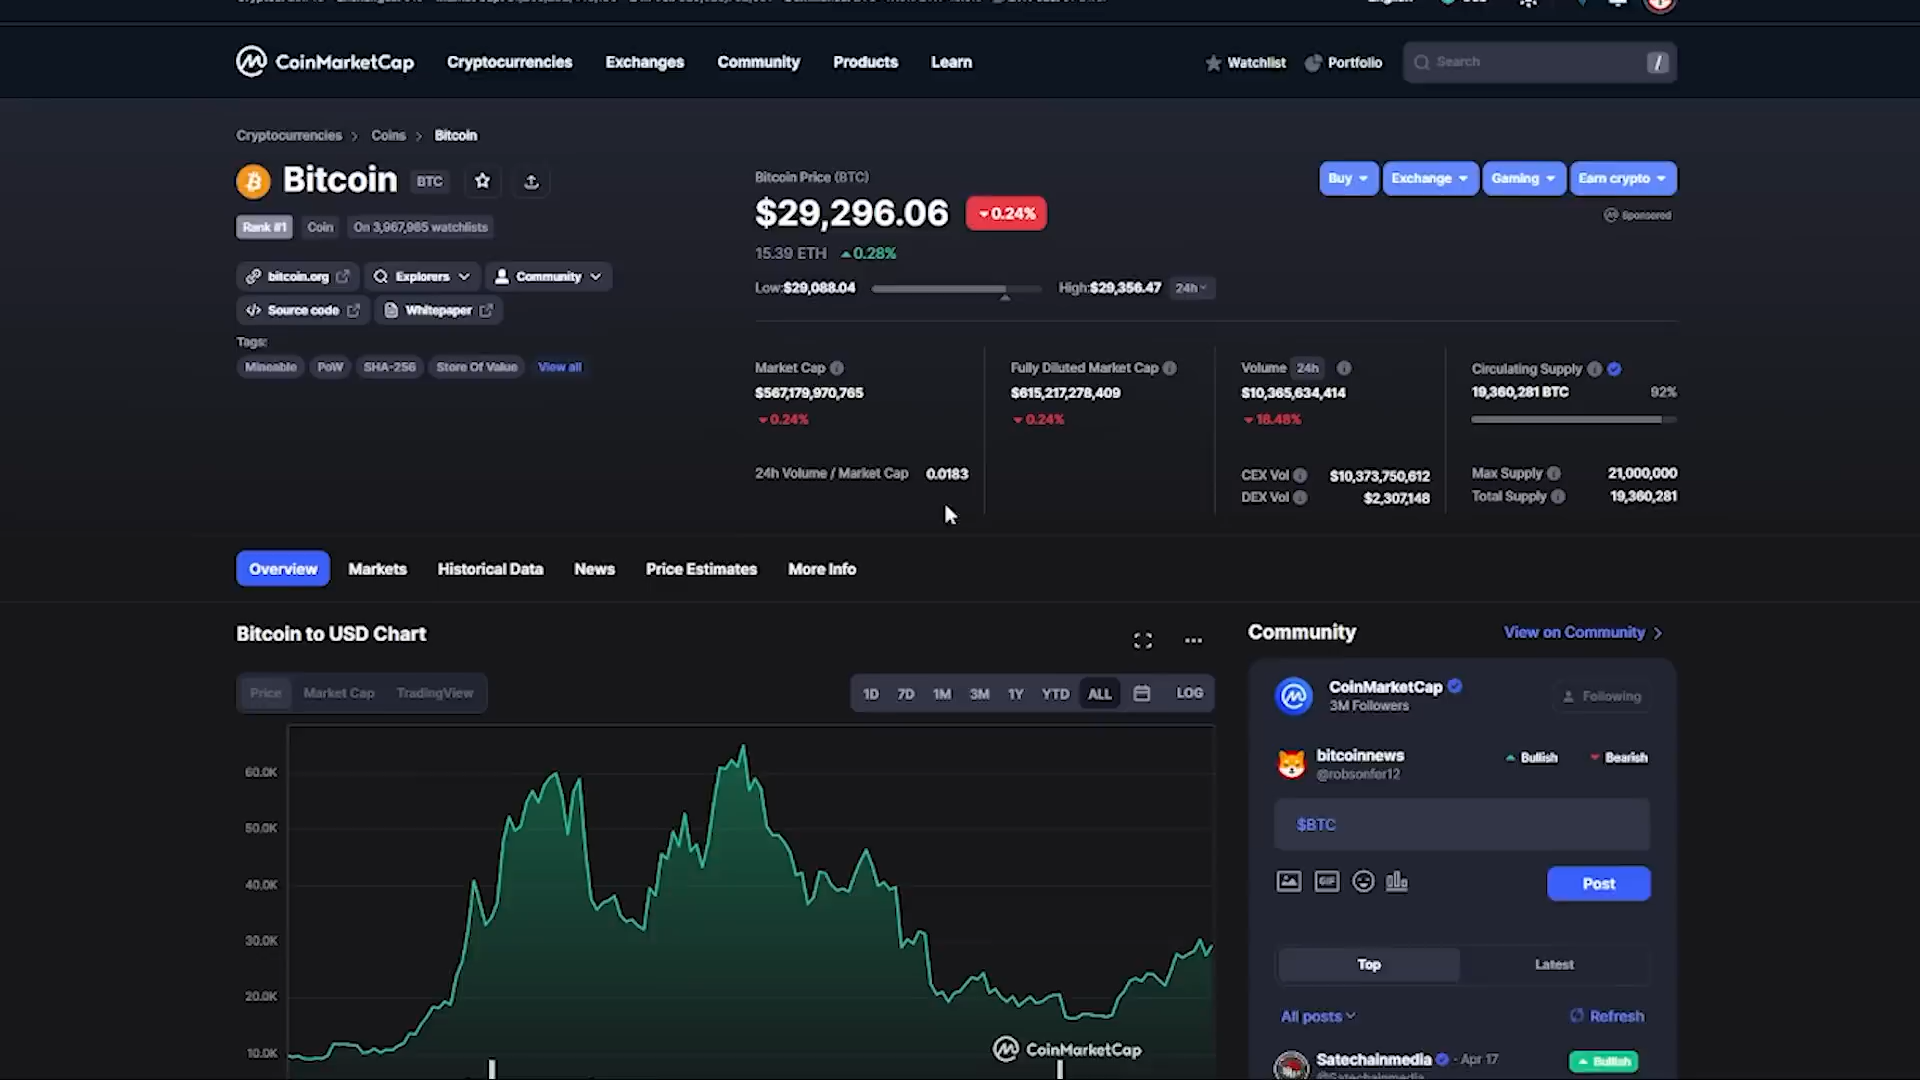 CoinMarketCap Cryptocurrencies Exchanges Community Products Learn Watchlist Portfolio Search /
Cryptocurrencies > Coins > Bitcoin
Bitcoin BTC
Rank #1 Coin On 3,967,965 watchlists
bitcoin.org Explorers Community
Source code Whitepaper
Tags:
Mineable PoW SHA-256 Store Of Value View all
Bitcoin Price (BTC)
$29,296.06 0.24%
15.39 ETH 0.28%
Low:$29,088.04 High:$29,356.47 24h
Buy Exchange Gaming Earn crypto
Sponsored
Market Cap
$567,179,970,765
0.24%
24h Volume / Market Cap 0.0183
Fully Diluted Market Cap
$615,217,278,409
0.24%
Volume 24h
$10,365,634,414
18.48%
CEX Vol $10,373,750,612
DEX Vol $2,307,148
Circulating Supply
19,360,281 BTC 92%
Max Supply 21,000,000
Total Supply 19,360,281
Overview Markets Historical Data News Price Estimates More Info
Bitcoin to USD Chart
Price Market Cap TradingView
1D 7D 1M 3M 1Y YTD ALL LOG
60.0K
50.0K
40.0K
30.0K
20.0K
10.0K
CoinMarketCap
Community View on Community >
CoinMarketCap
3M Followers
Following
bitcoinnews
@robsonfer12
Bullish Bearish
$BTC
GIF
Post
Top Latest
All posts Refresh
Satechainmedia · Apr 17
Bullish